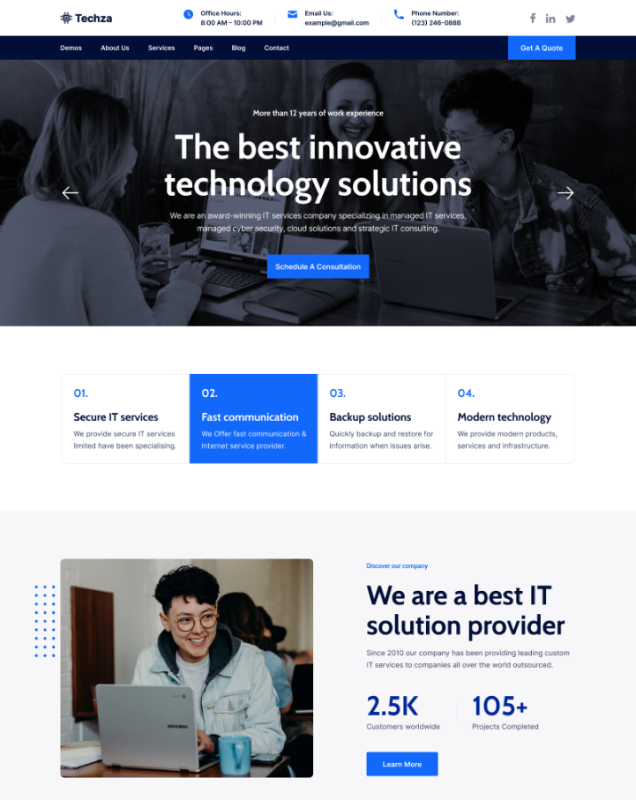 Techza
Office Hours:
8:00 AM - 10:00 PM
Email Us:
example@gmail.com
Phone Number:
(123) 246-0888
Demos About Us Services Pages Blog Contact
Get A Quote
More than 12 years of work experience
The best innovative
technology solutions
We are an award-winning IT services company specializing in managed IT services,
managed cyber security, cloud solutions and strategic IT consulting.
Schedule A Consultation
01.
Secure IT services
We provide secure IT services
limited have been specialising.
02.
Fast communication
We Offer fast communication &
Internet service provider.
03.
Backup solutions
Quickly backup and restore for
information when issues arise.
04.
Modern technology
We provide modern products,
services and infrastructure.
SAMSUNG
Discover our company
We are a best IT
solution provider
Since 2010 our company has been providing leading custom
IT services to companies all over the world outsourced.
2.5K
Customers worldwide
105+
Projects Completed
Learn More